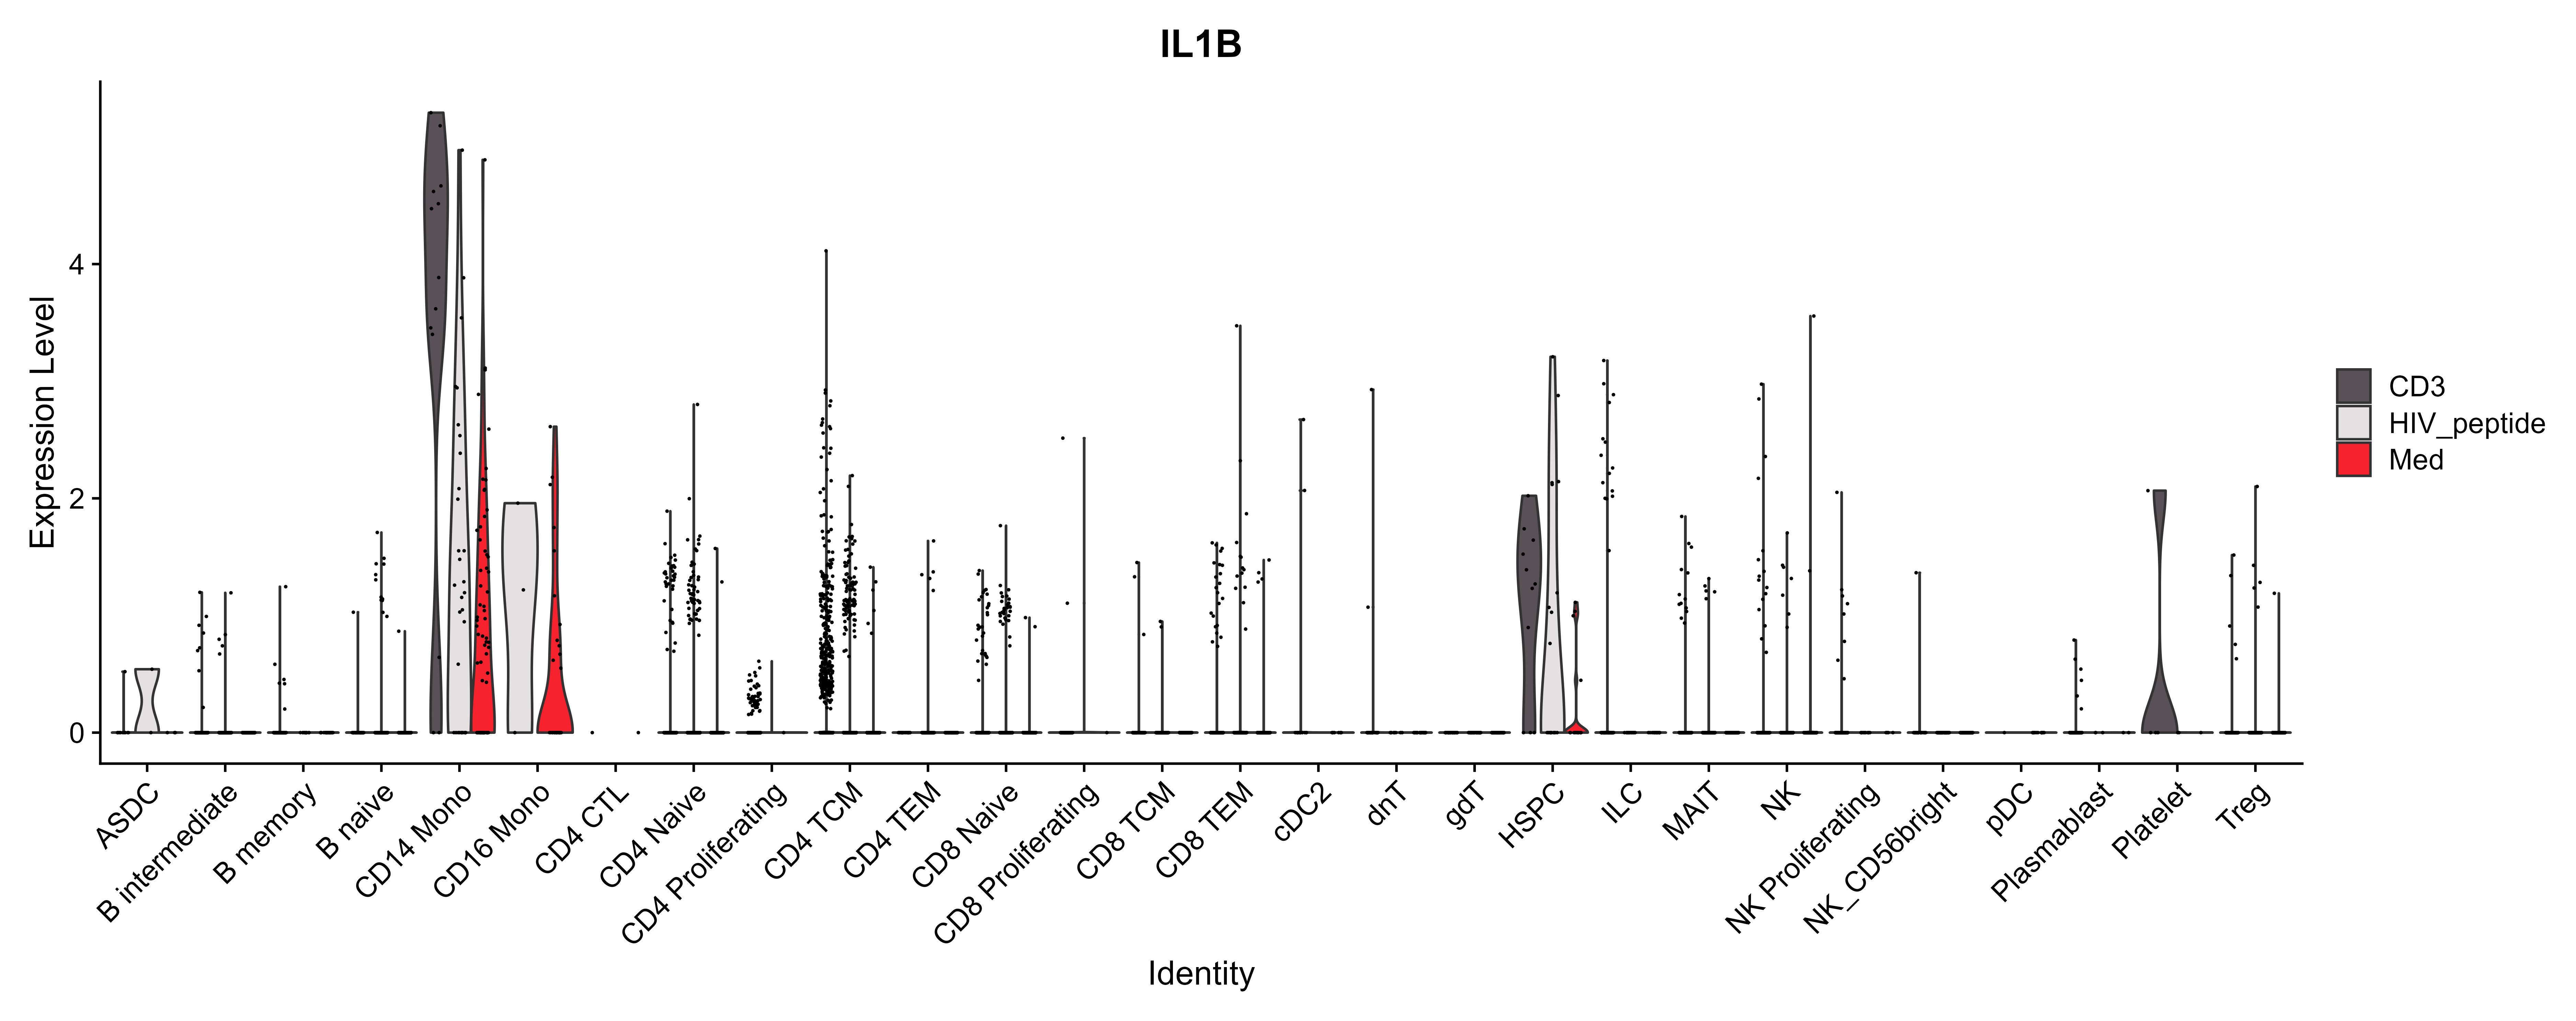 IL1B
Expression Level
4
2
0
ASDC
B intermediate
B memory
B naive
CD14 Mono
CD16 Mono
CD4 CTL
CD4 Naive
CD4 Proliferating
CD4 TCM
CD4 TEM
CD8 Naive
CD8 Proliferating
CD8 TCM
CD8 TEM
cDC2
dnT
gdT
HSPC
ILC
MAIT
NK
NK Proliferating
NK_CD56bright
pDC
Plasmablast
Platelet
Treg
Identity
CD3
HIV_peptide
Med